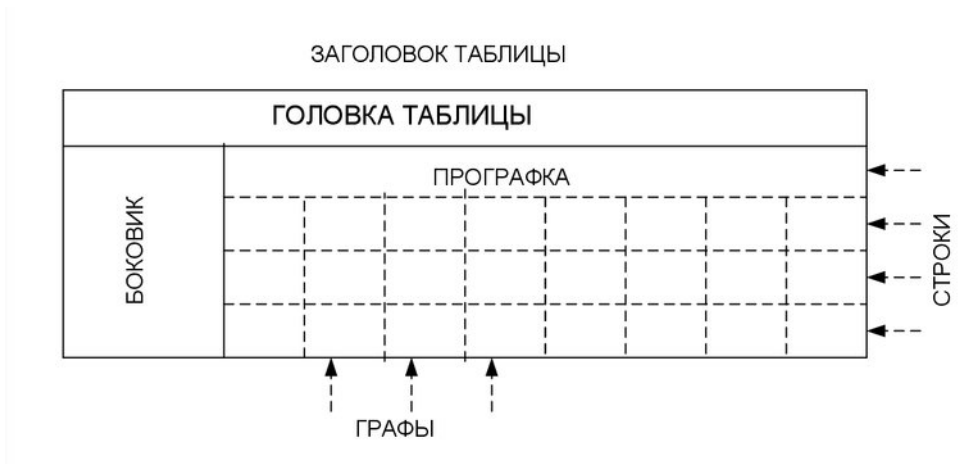 ЗАГОЛОВОК ТАБЛИЦЫ
ГОЛОВКА ТАБЛИЦЫ
ПРОГРАФКА
БОКОВИК
СТРОКИ
ГРАФЫ